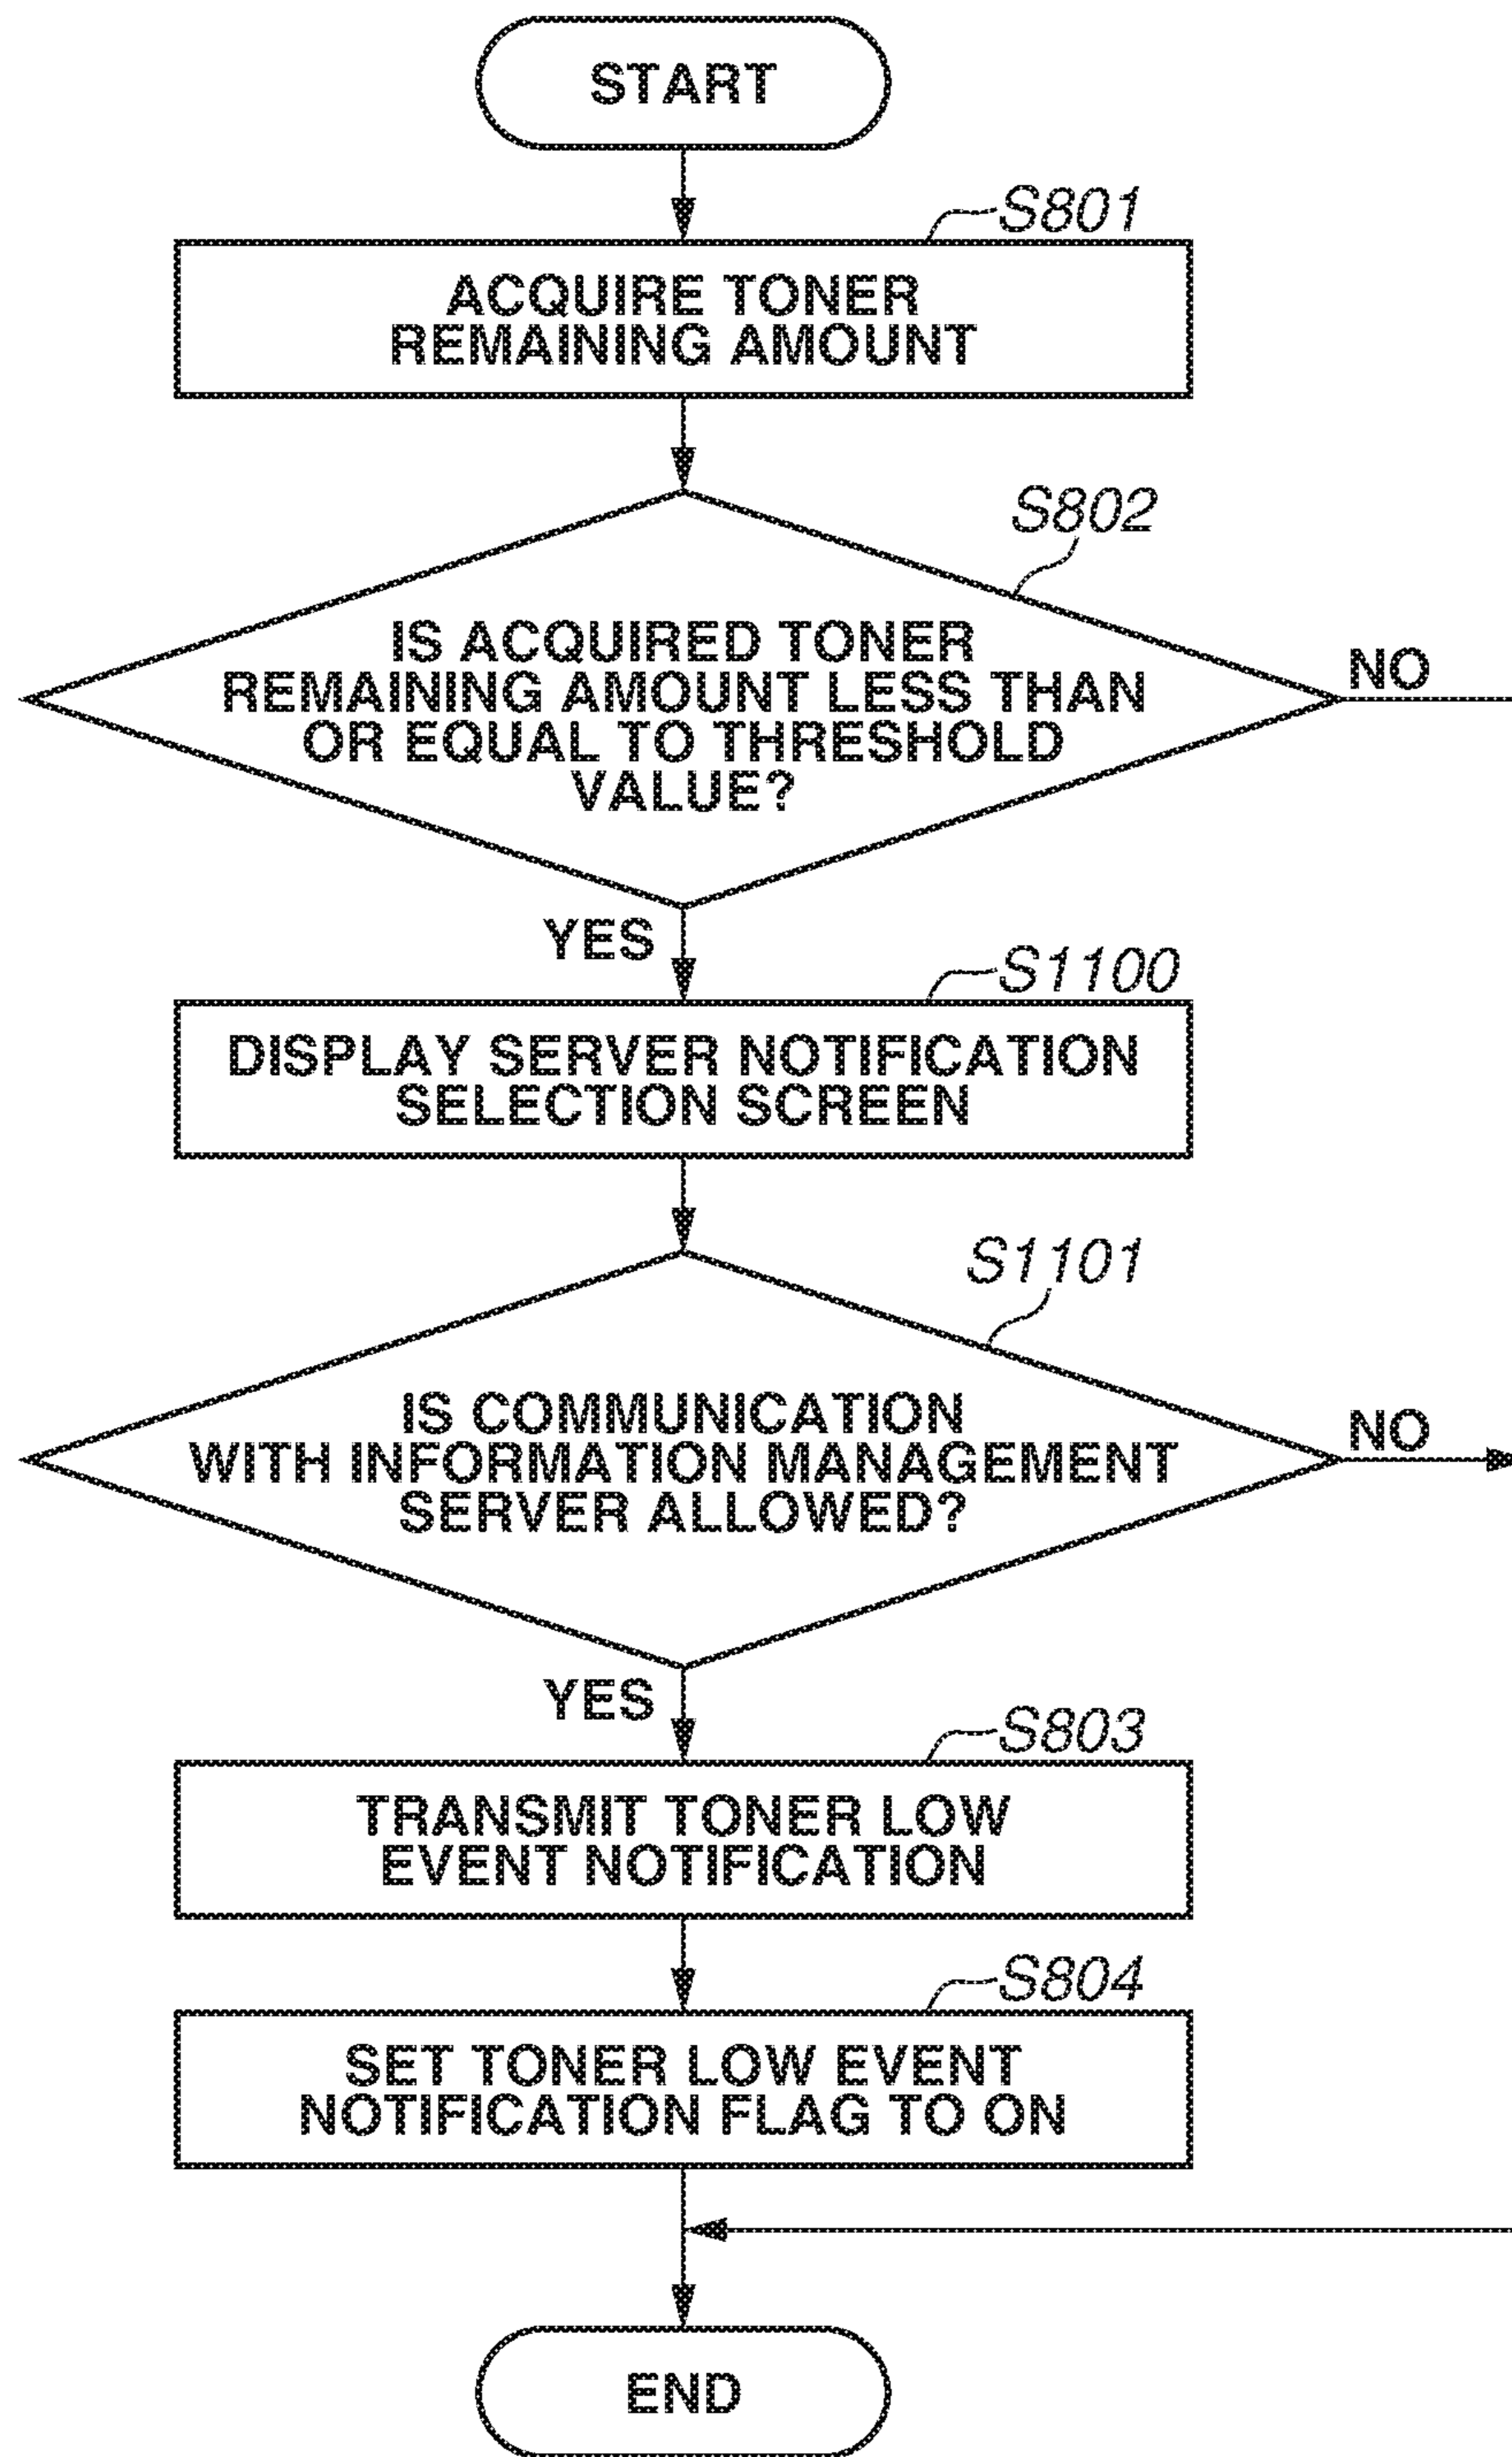 START
S801
ACQUIRE TONER
REMAINING AMOUNT
S802
IS ACQUIRED TONER
REMAINING AMOUNT LESS THAN
OR EQUAL TO THRESHOLD
VALUE?
NO
YES
S1100
DISPLAY SERVER NOTIFICATION
SELECTION SCREEN
S1101
IS COMMUNICATION
WITH INFORMATION MANAGEMENT
SERVER ALLOWED?
NO
YES
S803
TRANSMIT TONER LOW
EVENT NOTIFICATION
S804
SET TONER LOW EVENT
NOTIFICATION FLAG TO ON
END